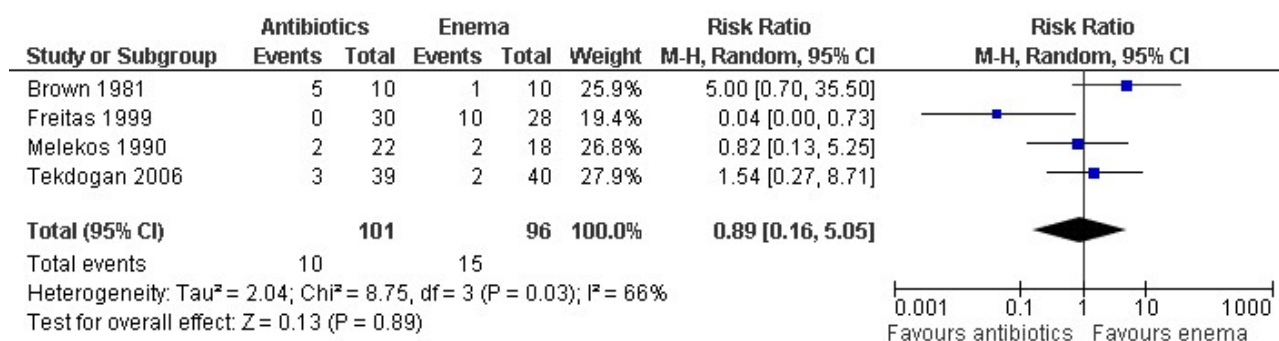 Antibiotics Enema Risk Ratio Risk Ratio
Study or Subgroup Events Total Events Total Weight M-H, Random, 95% CI M-H, Random, 95% CI
Brown 1981 5 10 1 10 25.9% 5.00 [0.70, 35.50]
Freitas 1999 0 30 10 28 19.4% 0.04 [0.00, 0.73]
Melekos 1990 2 22 2 18 26.8% 0.82 [0.13, 5.25]
Tekdogan 2006 3 39 2 40 27.9% 1.54 [0.27, 8.71]
Total (95% CI) 101 96 100.0% 0.89 [0.16, 5.05]
Total events 10 15
Heterogeneity: Tau² = 2.04; Chi² = 8.75, df = 3 (P = 0.03); I² = 66%
Test for overall effect: Z = 0.13 (P = 0.89)
0.001 0.1 1 10 1000
Favours antibiotics Favours enema